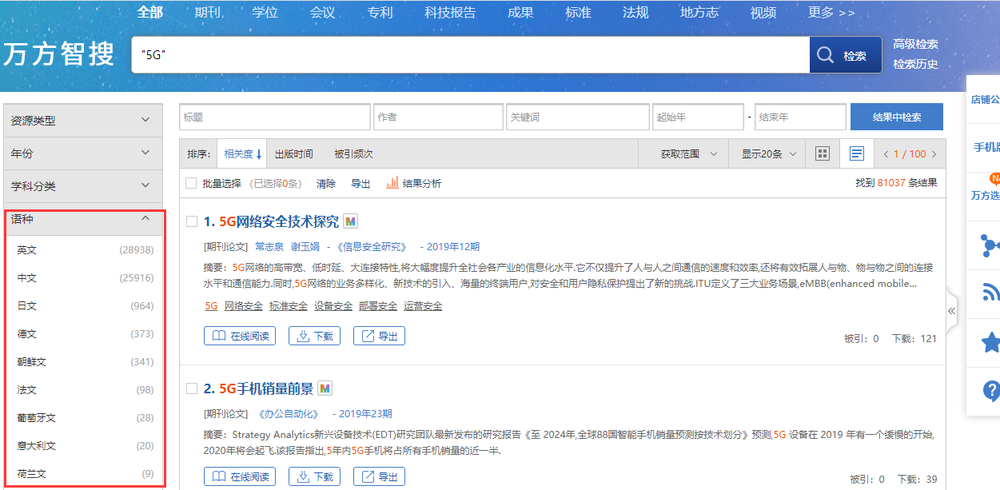 全部 期刊 学位 会议 专利 科技报告 成果 标准 法规 地方志 视频 更多 >>
万方智搜
"5G"
检索
高级检索
检索历史
店铺公
手机
万方选
资源类型
年份
学科分类
语种
英文 (28938)
中文 (25916)
日文 (964)
德文 (373)
朝鲜文 (341)
法文 (98)
葡萄牙文 (28)
意大利文 (20)
荷兰文 (9)
标题 作者 关键词 起始年 - 结束年 结果中检索
排序: 相关度 出版时间 被引频次 获取范围 显示20条 < 1 / 100 >
批量选择 (已选择0条) 清除 导出 结果分析 找到 81037 条结果
1. 5G网络安全技术探究 M
[期刊论文] 常志泉 谢玉娟 - 《信息安全研究》 - 2019年12期
摘要：5G网络的高带宽、低时延、大连接特性,将大幅度提升全社会各产业的信息化水平.它不仅提升了人与人之间通信的速度和效率,还将有效拓展人与物、物与物之间的连接
水平和通信能力.同时,5G网络的业务多样化、新技术的引入、海量的终端用户,对安全和用户隐私保护提出了新的挑战.ITU定义了三大业务场景,eMBB(enhanced mobile...
5G 网络安全 标准安全 设备安全 部署安全 运营安全
在线阅读 下载 导出 被引：0 下载：121
2. 5G手机销量前景 M
[期刊论文] 《办公自动化》 - 2019年23期
摘要：Strategy Analytics新兴设备技术(EDT)研究团队最新发布的研究报告《至 2024年,全球88国智能手机销量预测按技术划分》预测,5G 设备在 2019 年有一个缓慢的开始,
2020年将会起飞.该报告指出,5年内5G手机将占所有手机销量的近一半.
在线阅读 下载 导出 被引：0 下载：39